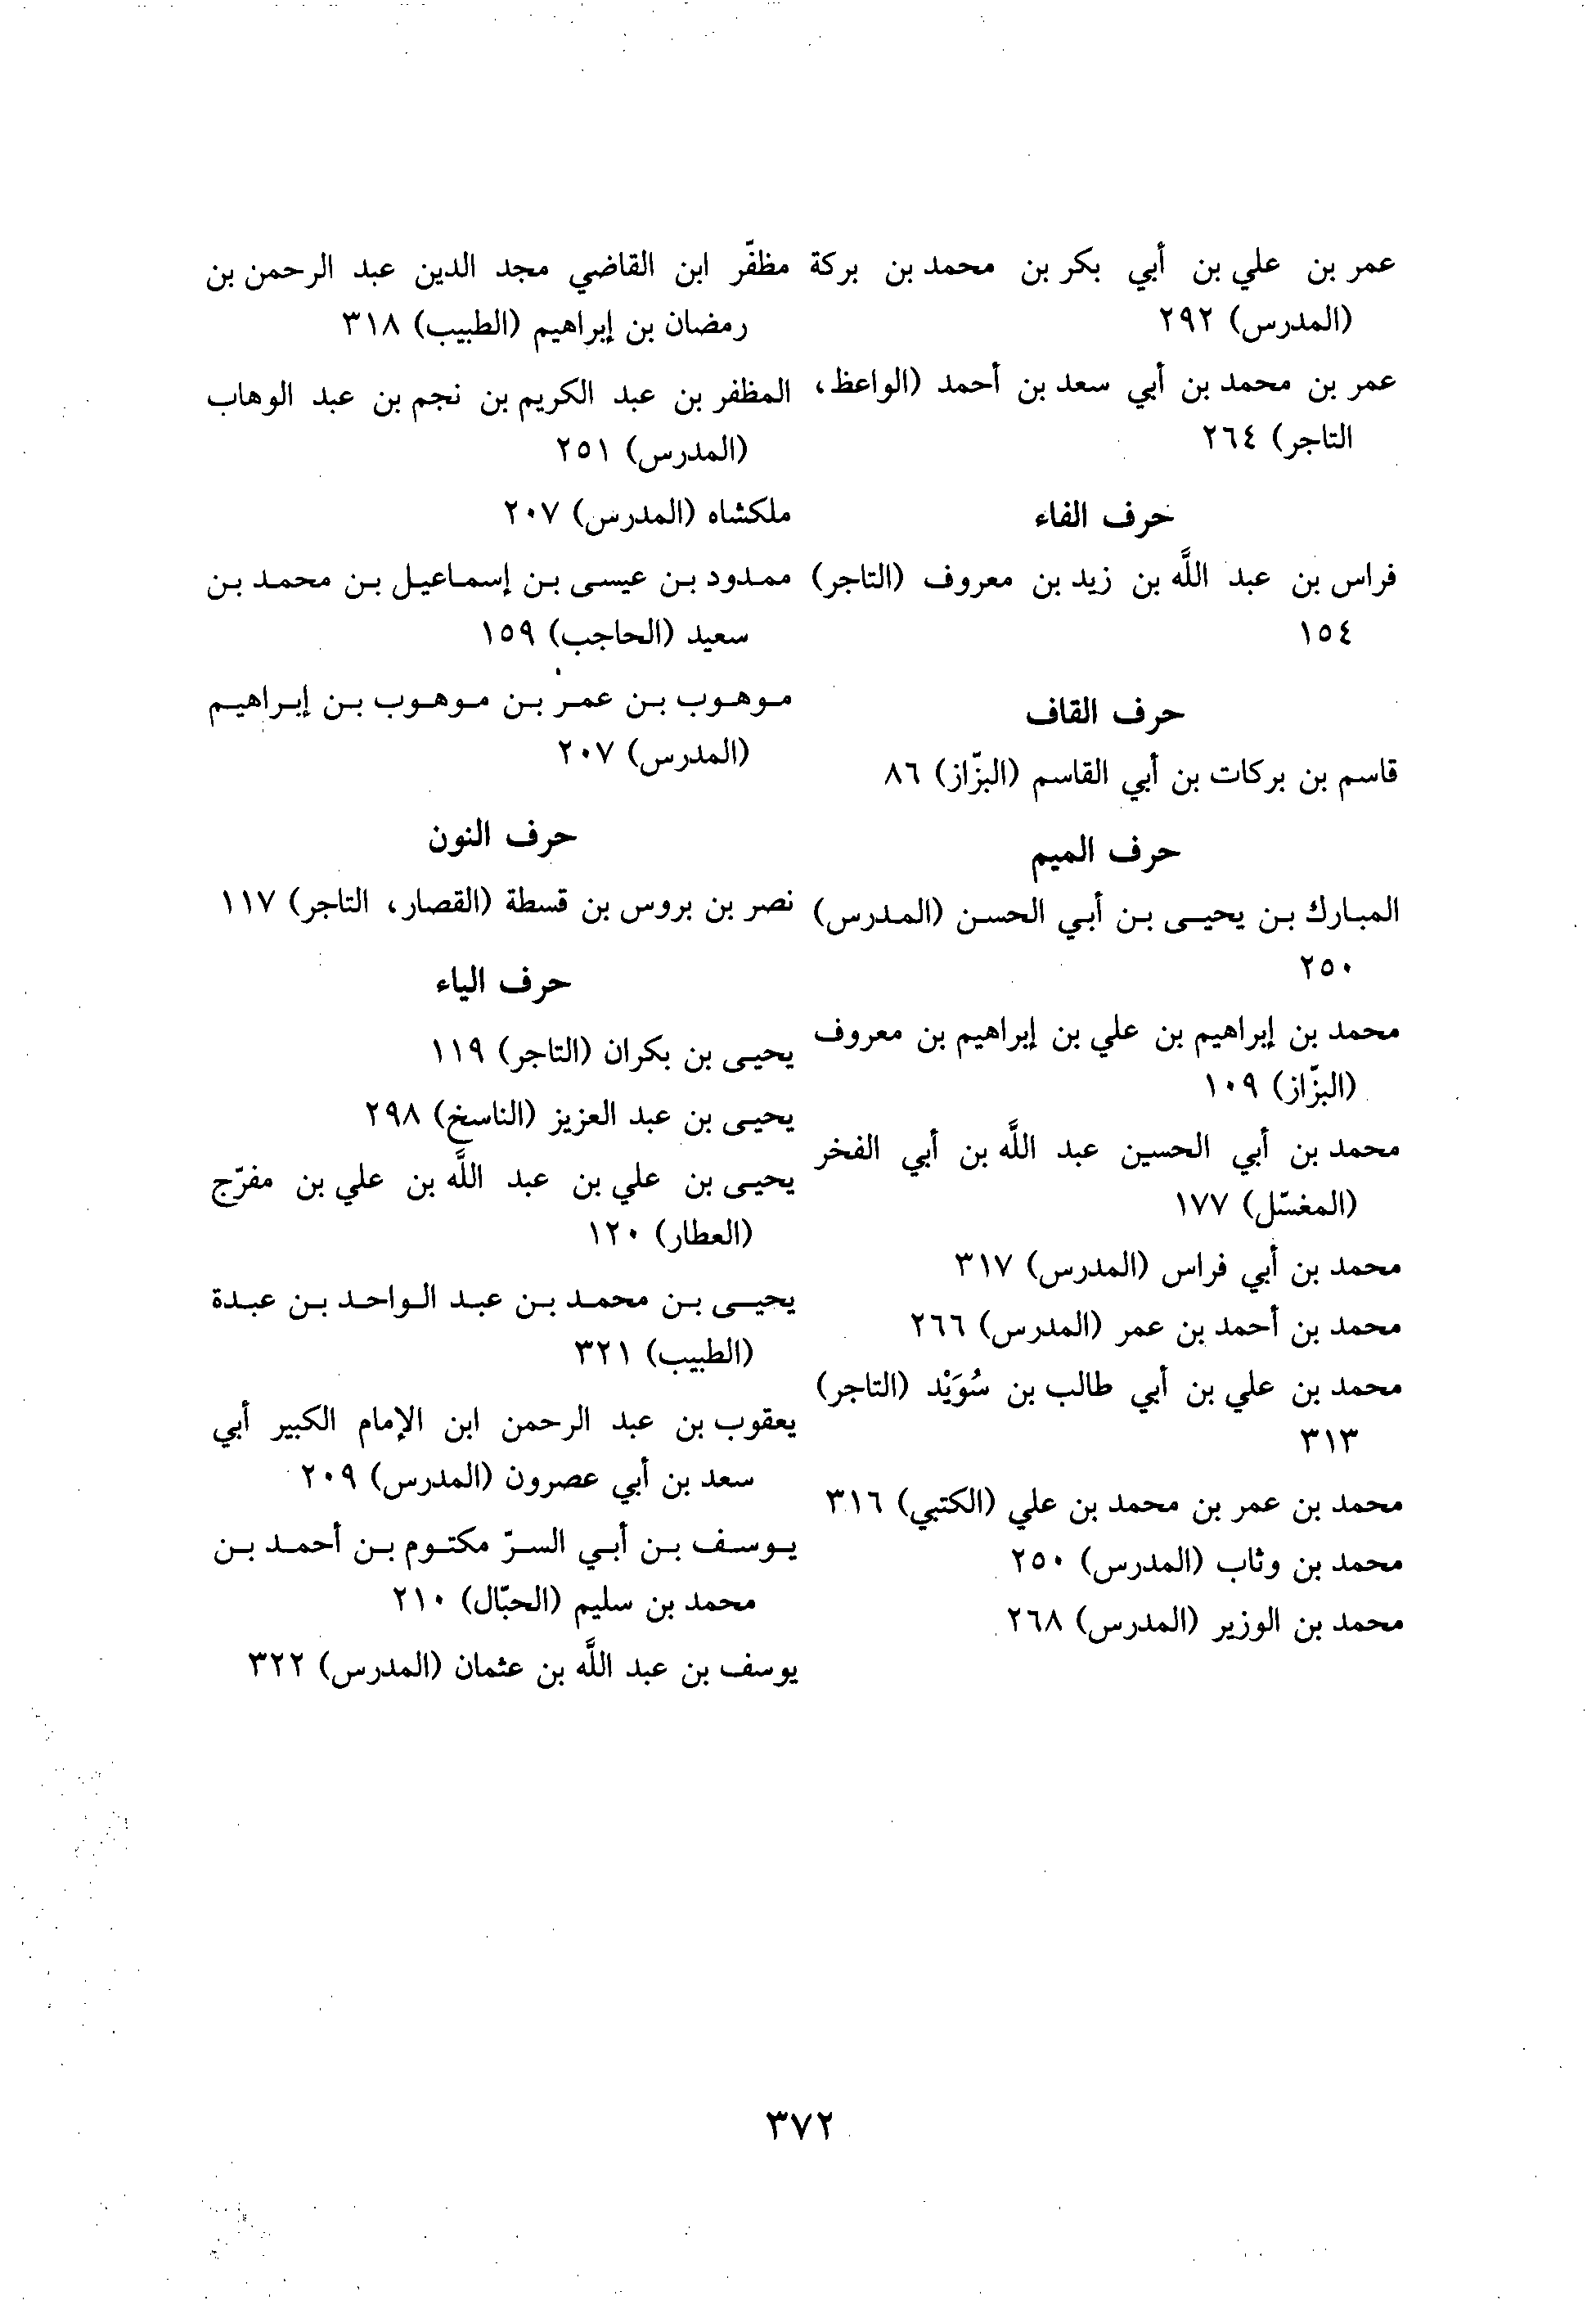 عمر بن علي بن أبي بكر بن محمد بن بركة
(المدرس) ٢٩٢
عمر بن محمد بن أبي سعد بن أحمد (الواعظ،
التاجر) ٢٦٤
حرف الفاء
فراس بن عبد اللَّه بن زيد بن معروف (التاجر)
١٥٤
حرف القاف
قاسم بن بركات بن أبي القاسم (البزّاز) ٨٦
حرف الميم
المبارك بن يحيى بن أبي الحسن (المدرس)
٢٥٠
محمد بن إبراهيم بن علي بن إبراهيم بن معروف
(البزّاز) ١٠٩
محمد بن أبي الحسين عبد اللَّه بن أبي الفخر
(المغسّل) ١٧٧
محمد بن أبي فراس (المدرس) ٣١٧
محمد بن أحمد بن عمر (المدرس) ٢٦٦
محمد بن علي بن أبي طالب بن سُوَيْد (التاجر)
٣١٣
محمد بن عمر بن محمد بن علي (الكتبي) ٣١٦
محمد بن وثاب (المدرس) ٢٥٠
محمد بن الوزير (المدرس) ٢٦٨
مظفّر ابن القاضي مجد الدين عبد الرحمن بن
رمضان بن إبراهيم (الطبيب) ٣١٨
المظفر بن عبد الكريم بن نجم بن عبد الوهاب
(المدرس) ٢٥١
ملكشاه (المدرس) ٢٠٧
ممدود بن عيسى بن إسماعيل بن محمد بن
سعيد (الحاجب) ١٥٩
موهوب بن عمر بن موهوب بن إبراهيم
(المدرس) ٢٠٧
حرف النون
نصر بن بروس بن قسطة (القصار، التاجر) ١١٧
حرف الياء
يحيى بن بكران (التاجر) ١١٩
يحيى بن عبد العزيز (الناسخ) ٢٩٨
يحيى بن علي بن عبد اللَّه بن علي بن مفرّج
(العطار) ١٢٠
يحيى بن محمد بن عبد الواحد بن عبدة
(الطبيب) ٣٢١
يعقوب بن عبد الرحمن ابن الإمام الكبير أبي
سعد بن أبي عصرون (المدرس) ٢٠٩
يوسف بن أبي السرّ مكتوم بن أحمد بن
محمد بن سليم (الحبّال) ٢١٠
يوسف بن عبد اللَّه بن عثمان (المدرس) ٣٢٢
٣٧٢